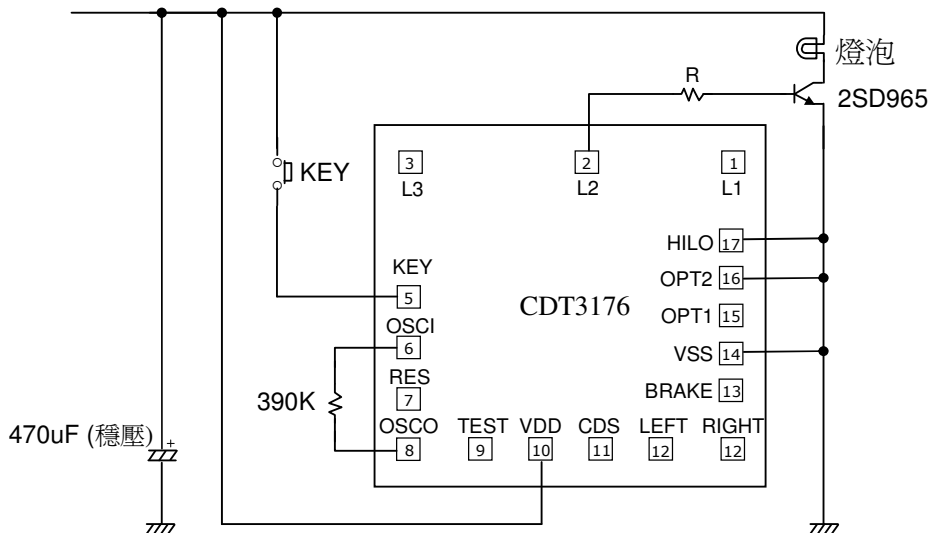 燈泡
R
2SD965
3
2
1
L3
L2
L1
KEY
HILO 17
KEY
OPT2 16
5
CDT3176
OPT1 15
OSCI
6
VSS 14
RES
7
BRAKE 13
390K
OSCO TEST VDD CDS LEFT RIGHT
8 9 10 11 12 12
470uF (穩壓) +